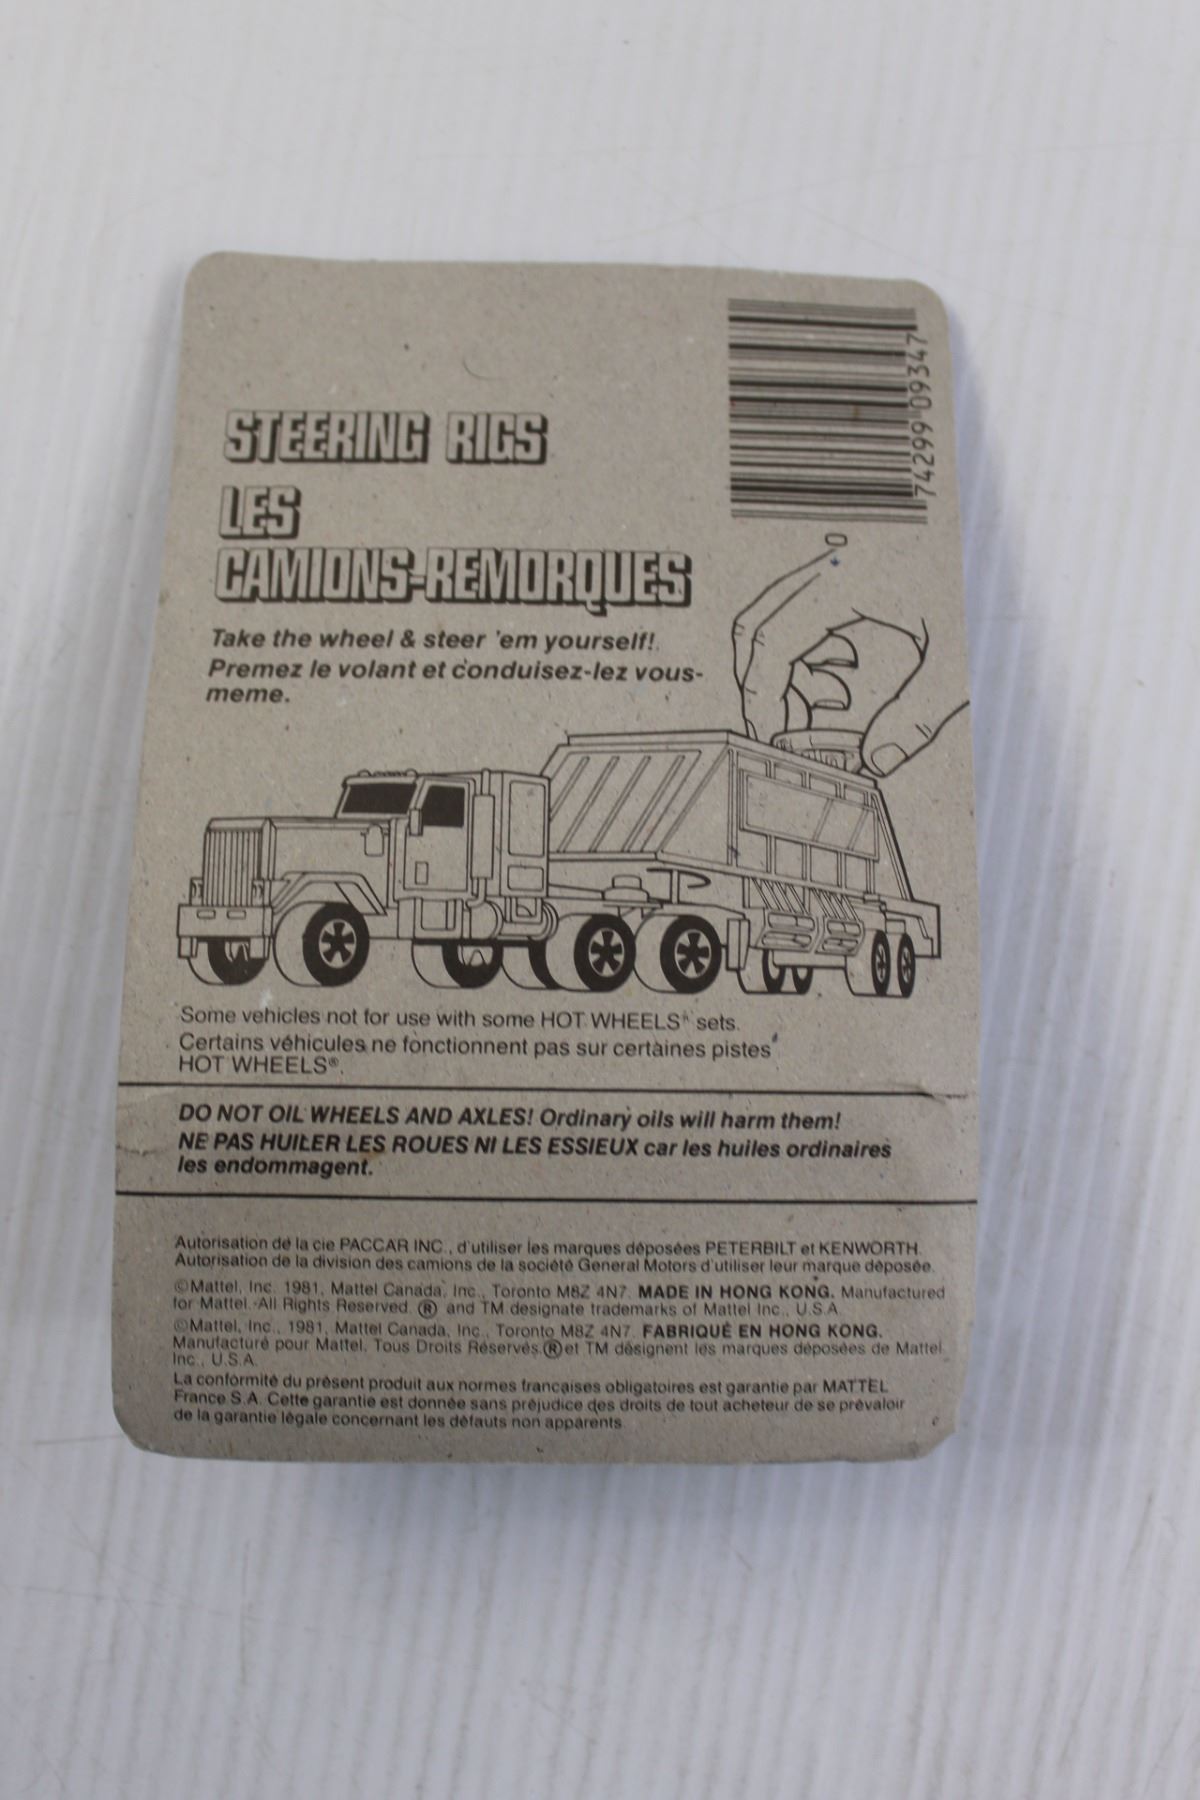 74299 09347
0
STEERING RIGS
LES
CAMIONS-REMORQUES
Take the wheel & steer 'em yourself!
Premez le volant et conduisez-lez vous-
meme.
Some vehicles not for use with some HOT WHEELS® sets.
Certains véhicules ne fonctionnent pas sur certaines pistes
HOT WHEELS®.
DO NOT OIL WHEELS AND AXLES! Ordinary oils will harm them!
NE PAS HUILER LES ROUES NI LES ESSIEUX car les huiles ordinaires
les endommagent.
Autorisation de la cie PACCAR INC., d'utiliser les marques déposées PETERBILT et KENWORTH.
Autorisation de la division des camions de la société General Motors d'utiliser leur marque déposée.
©Mattel, Inc. 1981, Mattel Canada, Inc., Toronto M8Z 4N7. MADE IN HONG KONG. Manufactured
for Mattel. All Rights Reserved. ® and TM designate trademarks of Mattel Inc., U.S.A.
©Mattel, Inc., 1981, Mattel Canada, Inc., Toronto M8Z 4N7. FABRIQUÉ EN HONG KONG.
Manufacturé pour Mattel. Tous Droits Réservés.® et TM désignent les marques déposées de Mattel
Inc., U.S.A.
La conformité du présent produit aux normes françaises obligatoires est garantie par MATTEL
France S.A. Cette garantie est donnée sans préjudice des droits de tout acheteur de se prévaloir
de la garantie légale concernant les défauts non apparents.